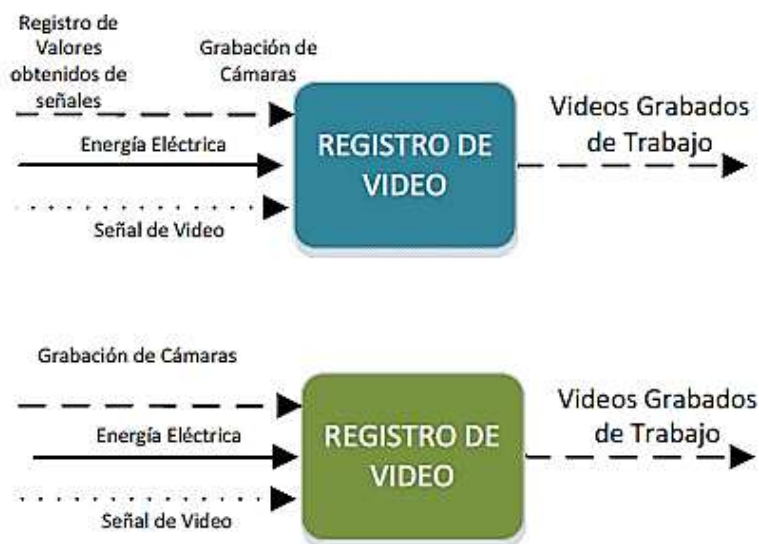 Registro de
Valores
obtenidos de
señales
Grabación de
Cámaras
Energía Eléctrica
Señal de Video
REGISTRO DE
VIDEO
Videos Grabados
de Trabajo
Grabación de Cámaras
Energía Eléctrica
Señal de Video
REGISTRO DE
VIDEO
Videos Grabados
de Trabajo